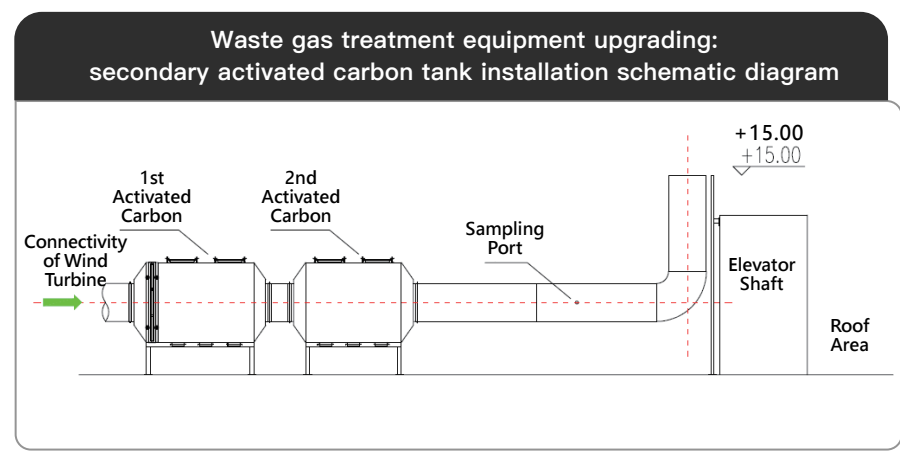 Waste gas treatment equipment upgrading:
secondary activated carbon tank installation schematic diagram
+15.00
+15.00
1st
Activated
Carbon
2nd
Activated
Carbon
Sampling
Port
Connectivity
of Wind
Turbine
Elevator
Shaft
Roof
Area